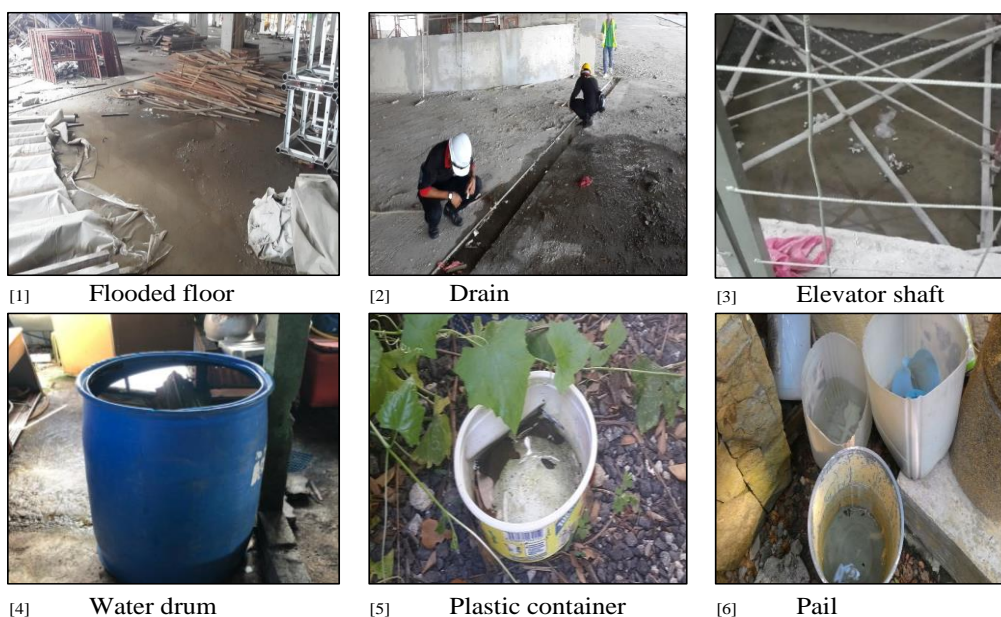 [1] Flooded floor
[2] Drain
[3] Elevator shaft
[4] Water drum
[5] Plastic container
[6] Pail